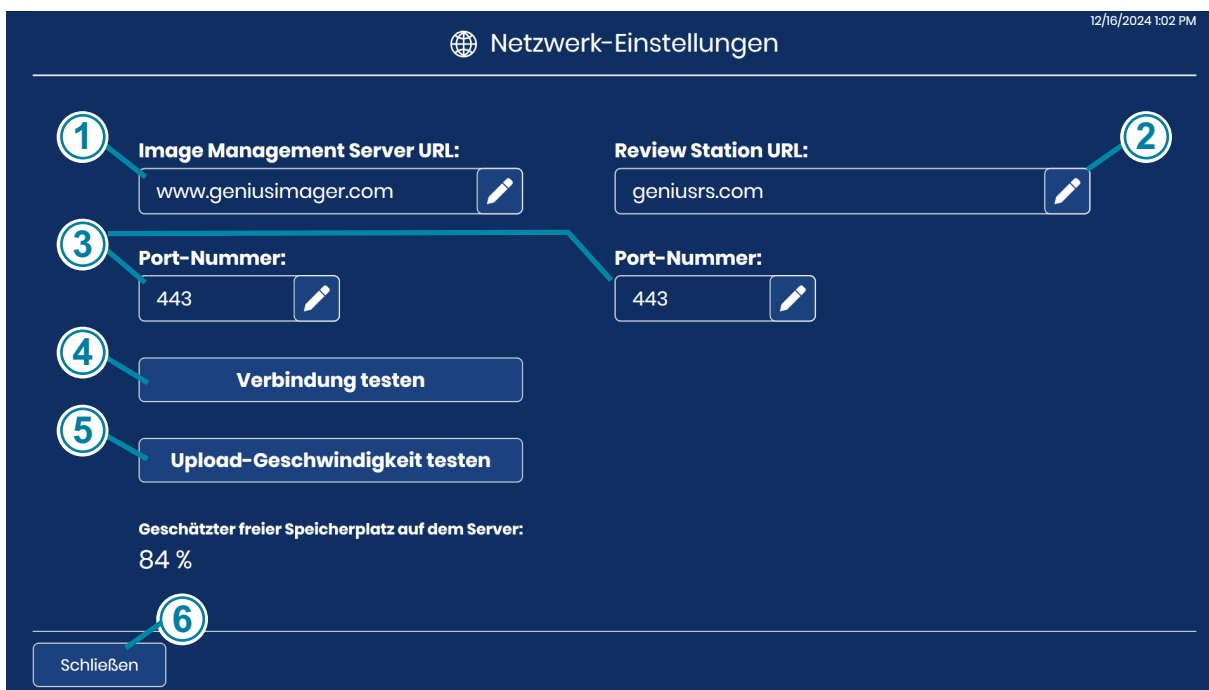 12/16/2024 1:02 PM
Netzwerk-Einstellungen
1
2
Image Management Server URL:
Review Station URL:
www.geniusimager.com
geniusrs.com
3
Port-Nummer:
Port-Nummer:
443
443
4
Verbindung testen
5
Upload-Geschwindigkeit testen
Geschätzter freier Speicherplatz auf dem Server:
84 %
6
Schließen